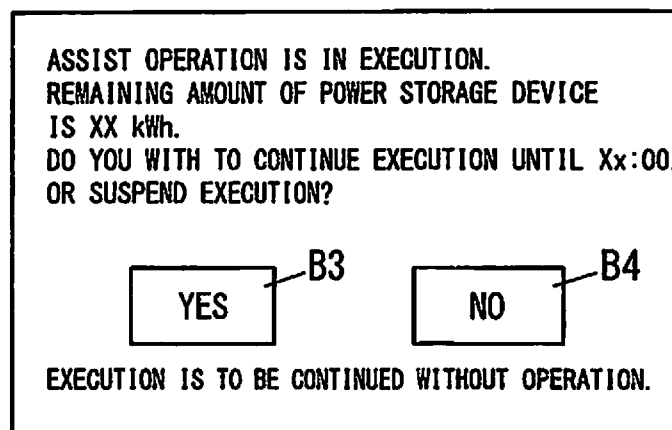 ASSIST OPERATION IS IN EXECUTION.
REMAINING AMOUNT OF POWER STORAGE DEVICE
IS XX kWh.
DO YOU WITH TO CONTINUE EXECUTION UNTIL Xx:00.
OR SUSPEND EXECUTION?
B3
B4
YES
NO
EXECUTION IS TO BE CONTINUED WITHOUT OPERATION.